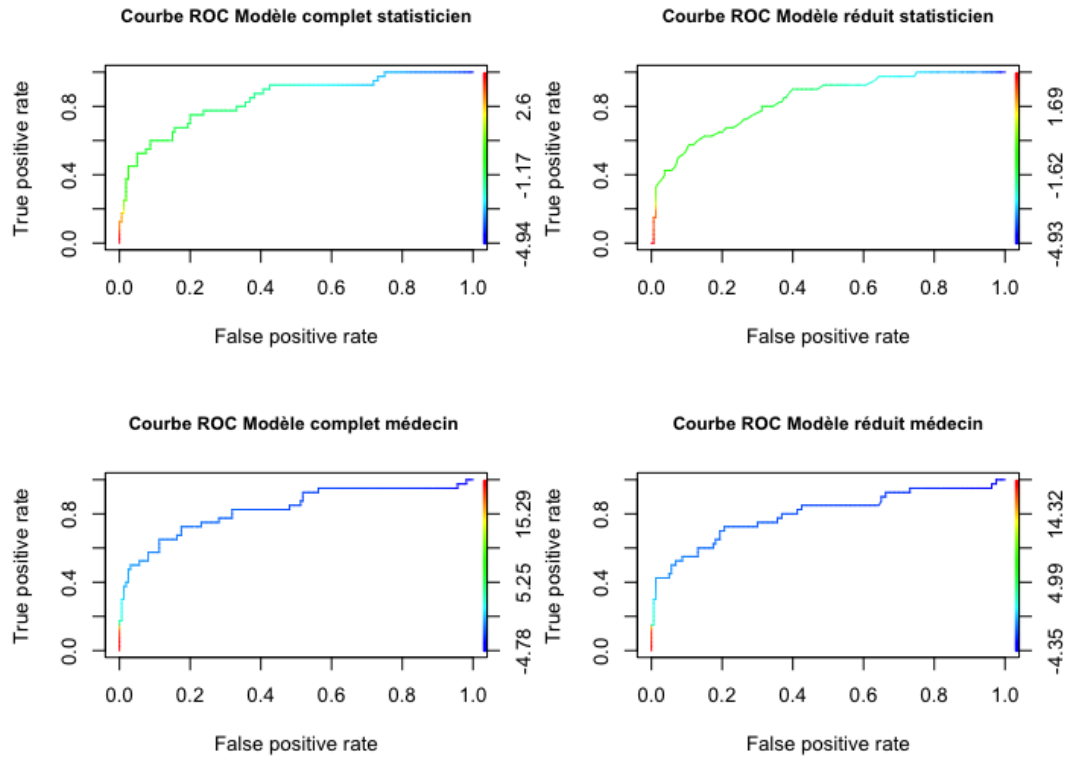 Courbe ROC Modèle complet statisticien
True positive rate
0.0 0.4 0.8
-4.94 -1.17 2.6
0.0 0.2 0.4 0.6 0.8 1.0
False positive rate
Courbe ROC Modèle réduit statisticien
True positive rate
0.0 0.4 0.8
-4.93 -1.62 1.69
0.0 0.2 0.4 0.6 0.8 1.0
False positive rate
Courbe ROC Modèle complet médecin
True positive rate
0.0 0.4 0.8
-4.78 5.25 15.29
0.0 0.2 0.4 0.6 0.8 1.0
False positive rate
Courbe ROC Modèle réduit médecin
True positive rate
0.0 0.4 0.8
-4.35 4.99 14.32
0.0 0.2 0.4 0.6 0.8 1.0
False positive rate